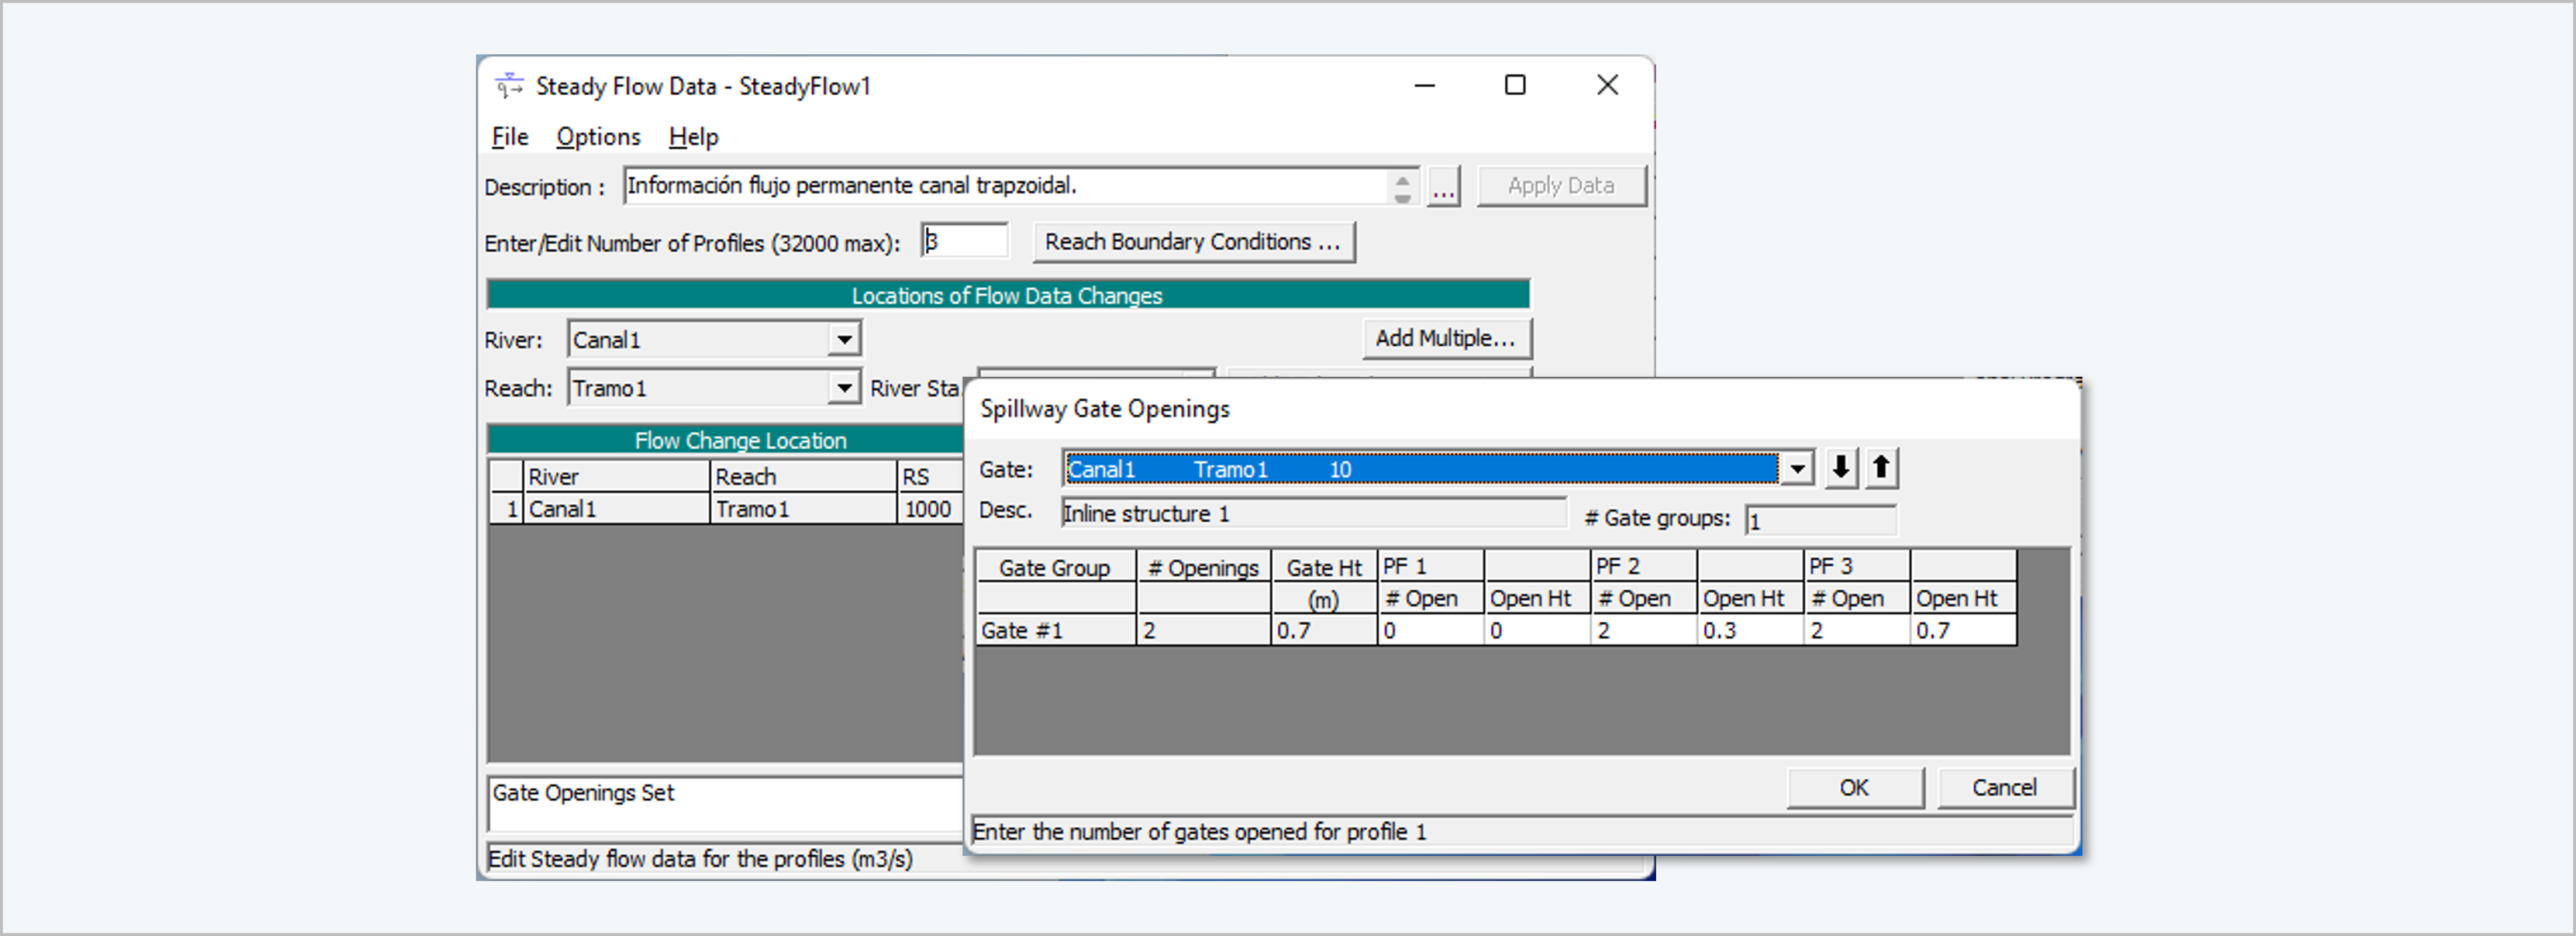 Steady Flow Data - SteadyFlow1
File Options Help
Description : Información flujo permanente canal trapzoidal. ... Apply Data
Enter/Edit Number of Profiles (32000 max): 3 Reach Boundary Conditions ...
Locations of Flow Data Changes
River: Canal1 Add Multiple...
Reach: Tramo1 River Sta.
Flow Change Location
River Reach RS
1 Canal1 Tramo1 1000
Gate Openings Set
Edit Steady flow data for the profiles (m3/s)
Spillway Gate Openings
Gate: Canal1 Tramo1 10
Desc. Inline structure 1 # Gate groups: 1
Gate Group # Openings Gate Ht PF 1 PF 2 PF 3
(m) # Open Open Ht # Open Open Ht # Open Open Ht
Gate #1 2 0.7 0 0 2 0.3 2 0.7
OK Cancel
Enter the number of gates opened for profile 1